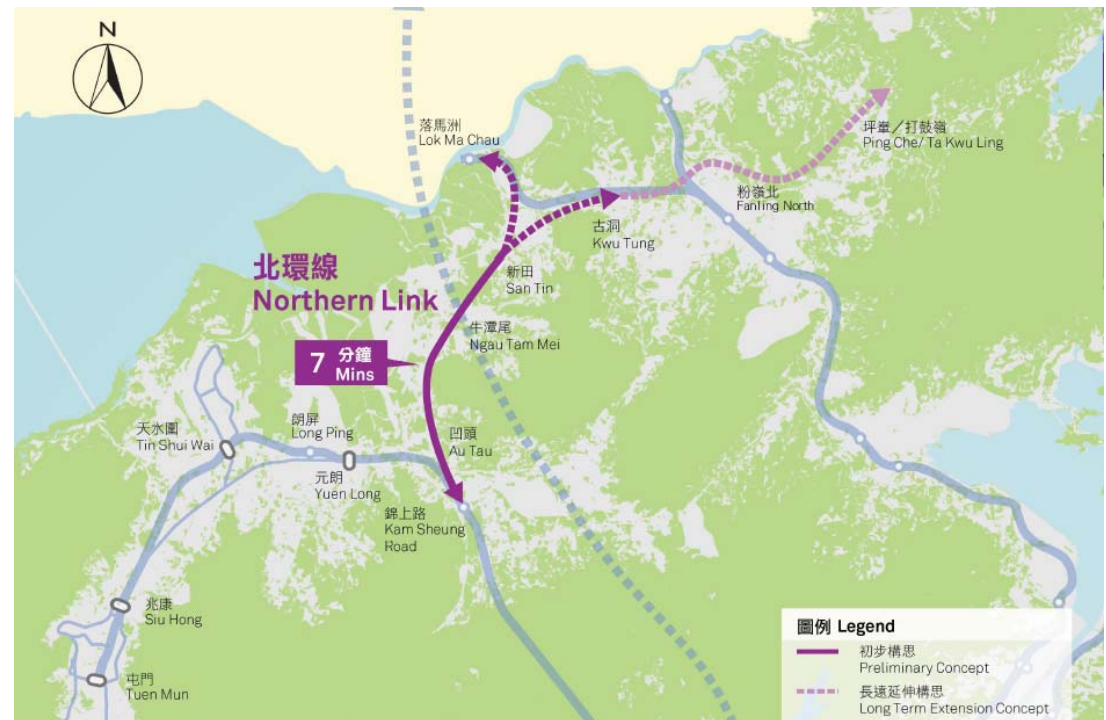 N
落馬洲
Lok Ma Chau
坪輋／打鼓嶺
Ping Che/ Ta Kwu Ling
粉嶺北
Fanling North
古洞
Kwu Tung
北環線
Northern Link
新田
San Tin
牛潭尾
Ngau Tam Mei
7 分鐘
Mins
天水圍
Tin Shui Wai
朗屏
Long Ping
凹頭
Au Tau
元朗
Yuen Long
錦上路
Kam Sheung
Road
兆康
Siu Hong
屯門
Tuen Mun
圖例 Legend
初步構思
Preliminary Concept
長遠延伸構思
Long Term Extension Concept